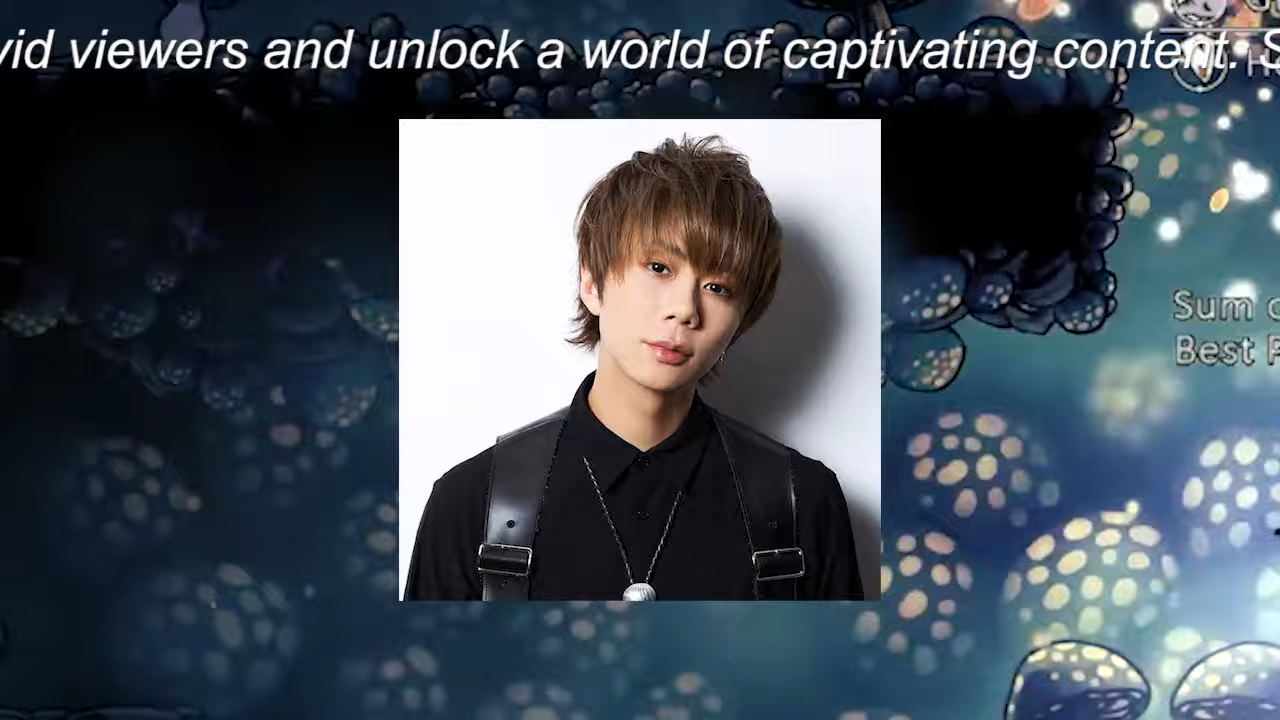 vid viewers and unlock a world of captivating content. S
Sum o
Best P